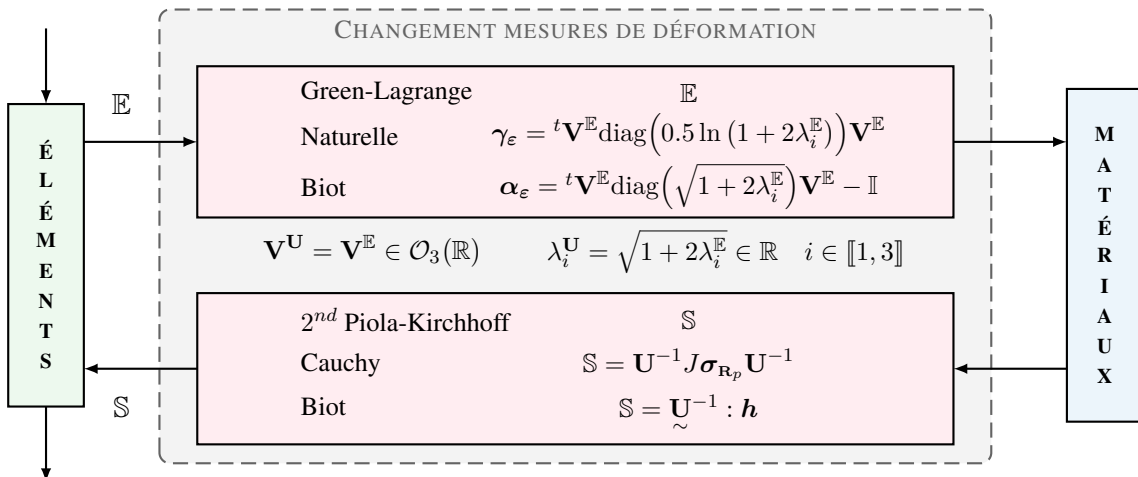 CHANGEMENT MESURES DE DÉFORMATION
ÉLÉMENTS
𝔼
Green-Lagrange 𝔼
Naturelle γ_ε = ᵗV^𝔼 diag(0.5 ln (1 + 2λ_i^𝔼)) V^𝔼
Biot α_ε = ᵗV^𝔼 diag(√(1 + 2λ_i^𝔼)) V^𝔼 − 𝕀
V^U = V^𝔼 ∈ 𝒪₃(ℝ) λ_i^U = √(1 + 2λ_i^𝔼) ∈ ℝ i ∈ ⟦1, 3⟧
2^nd Piola-Kirchhoff 𝕊
Cauchy 𝕊 = U⁻¹Jσ_{R_p}U⁻¹
Biot 𝕊 = Ṵ⁻¹ : h
𝕊
MATÉRIAUX